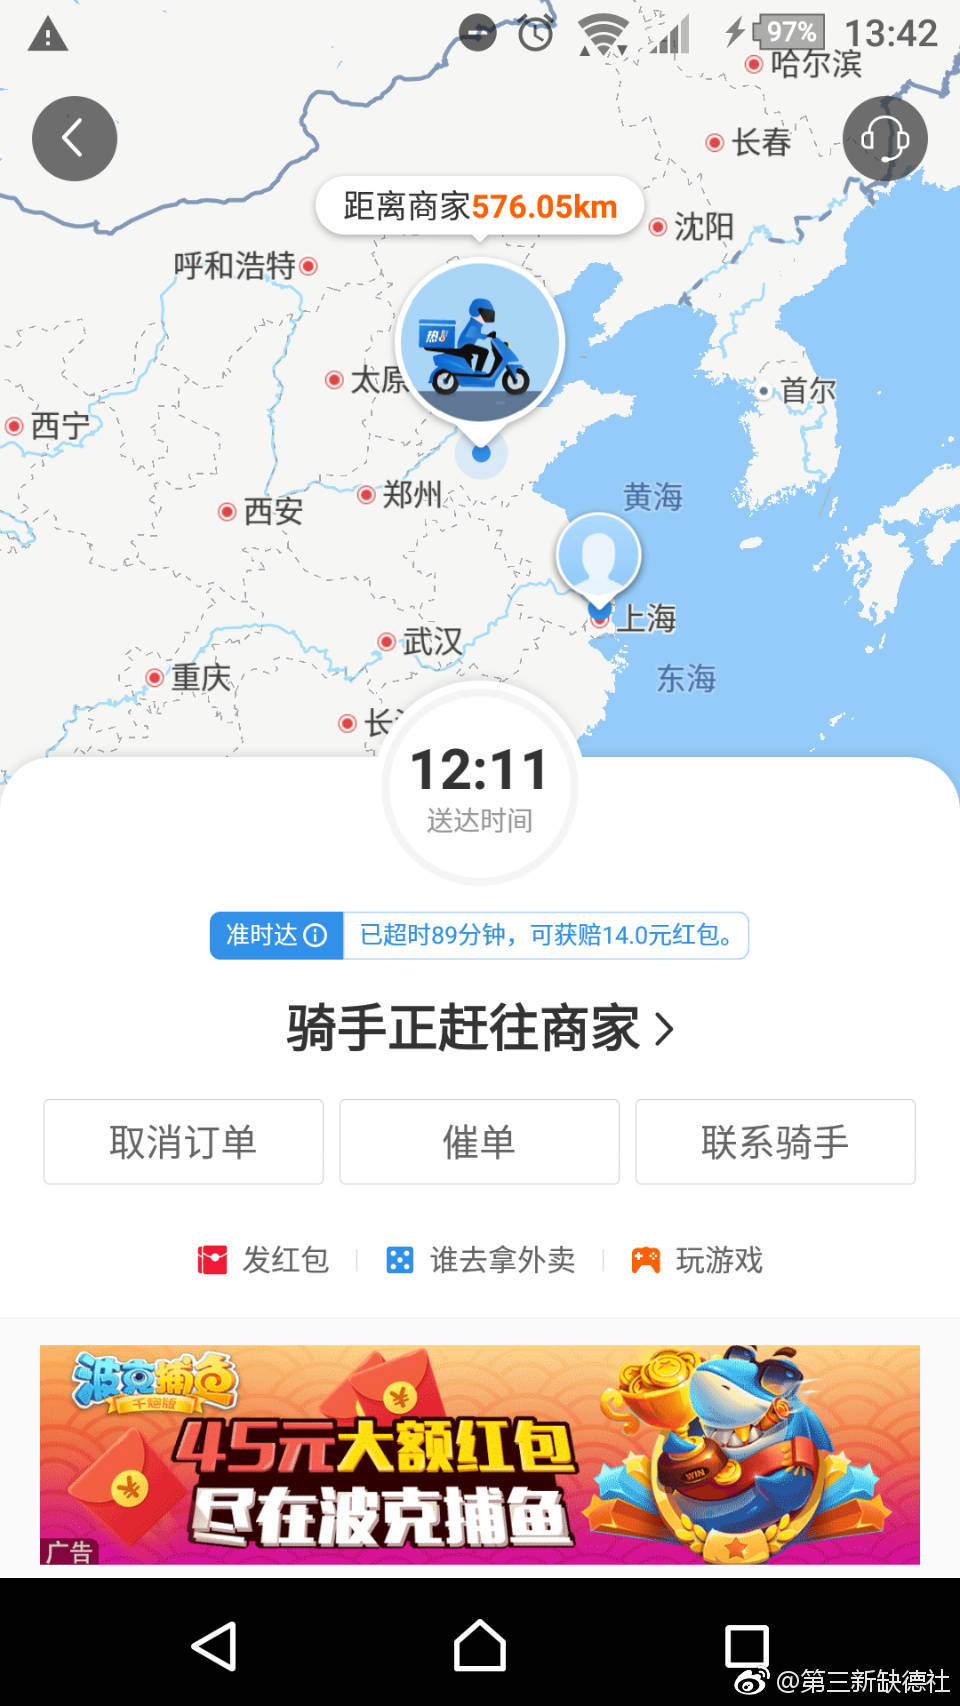 97% 13:42
哈尔滨
长春
距离商家576.05km
沈阳
呼和浩特
热
太原
首尔
西宁
郑州
西安
黄海
上海
武汉
东海
重庆
长
12:11
送达时间
准时达 已超时89分钟，可获赔14.0元红包。
骑手正赶往商家
取消订单 催单 联系骑手
发红包 谁去拿外卖 玩游戏
波克捕鱼
千炮版
45元大额红包
尽在波克捕鱼
WIN
广告
@第三新缺德社